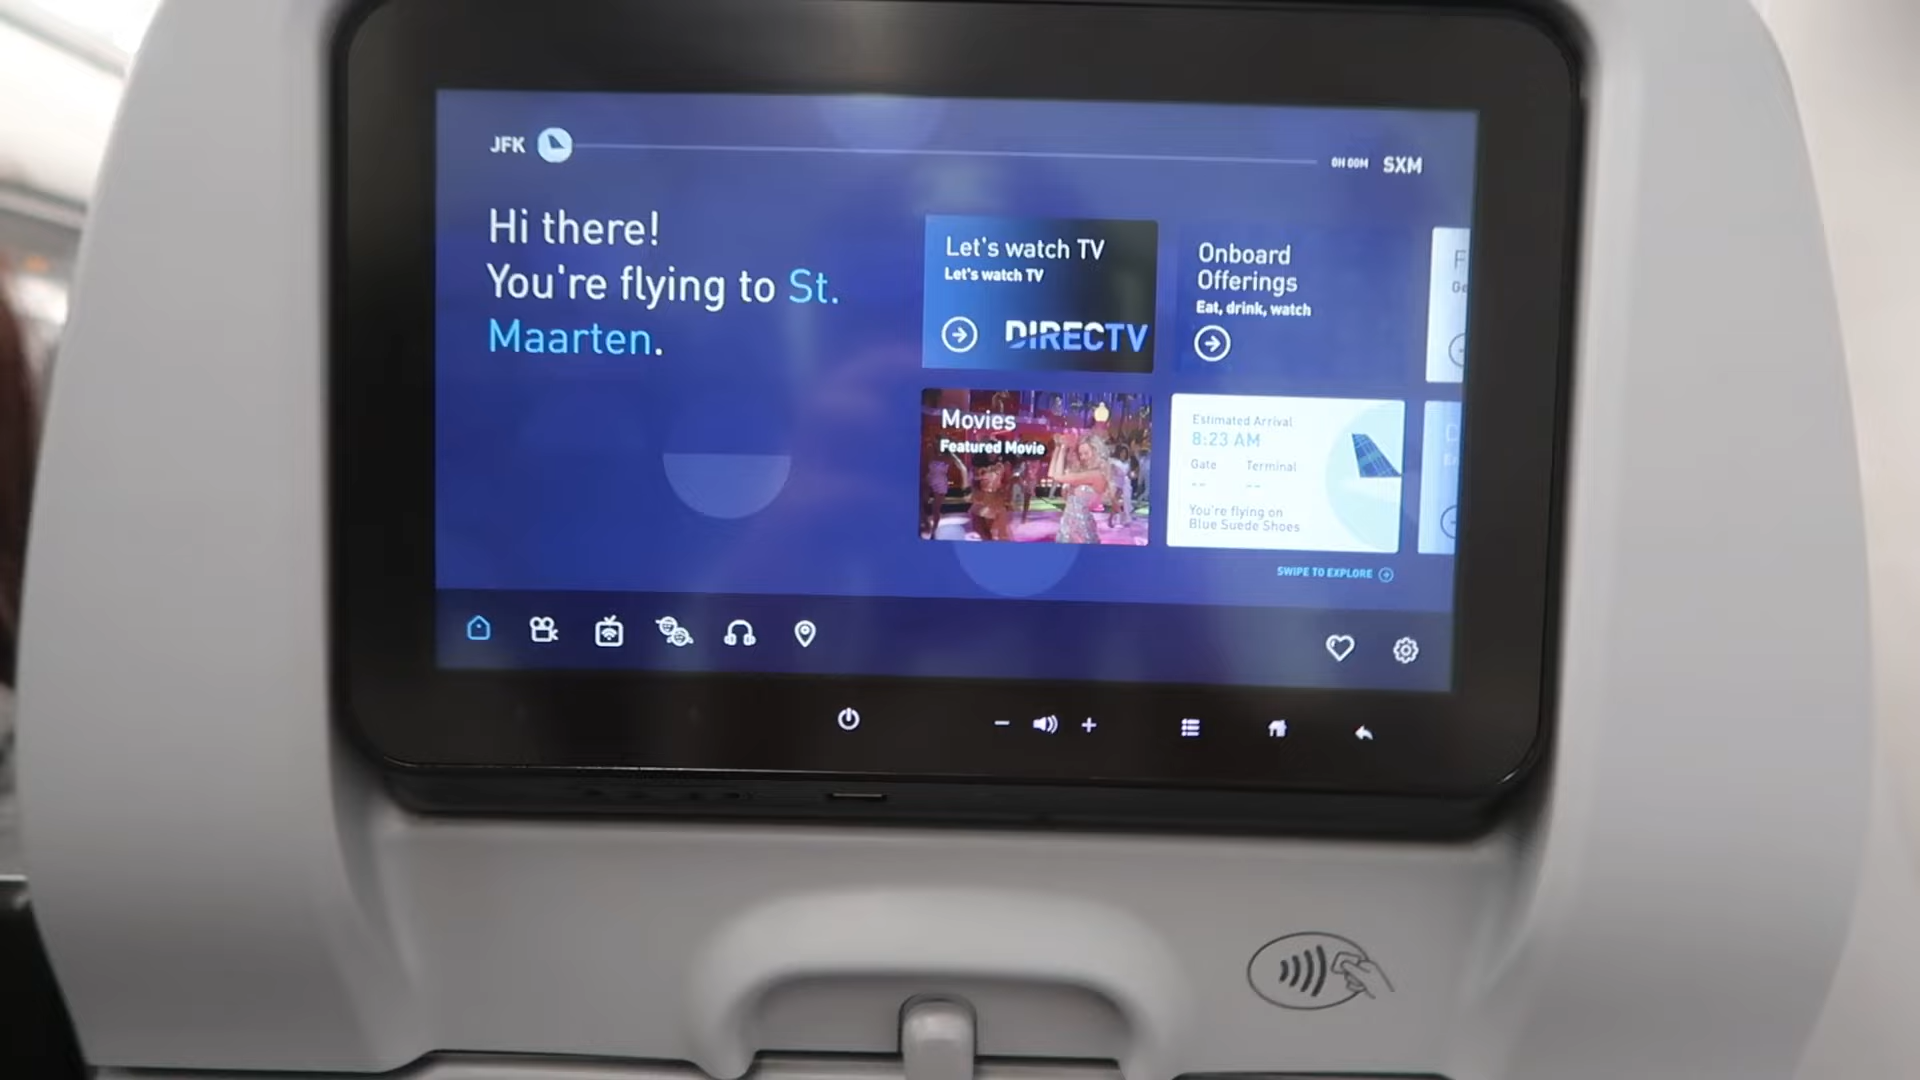 JFK
0H 00M SXM
Hi there!
You're flying to St.
Maarten.
Let's watch TV
Let's watch TV
DIRECTV
Onboard
Offerings
Eat, drink, watch
Movies
Featured Movie
Estimated Arrival
8:23 AM
Gate Terminal
-- --
You're flying on
Blue Suede Shoes
SWIPE TO EXPLORE